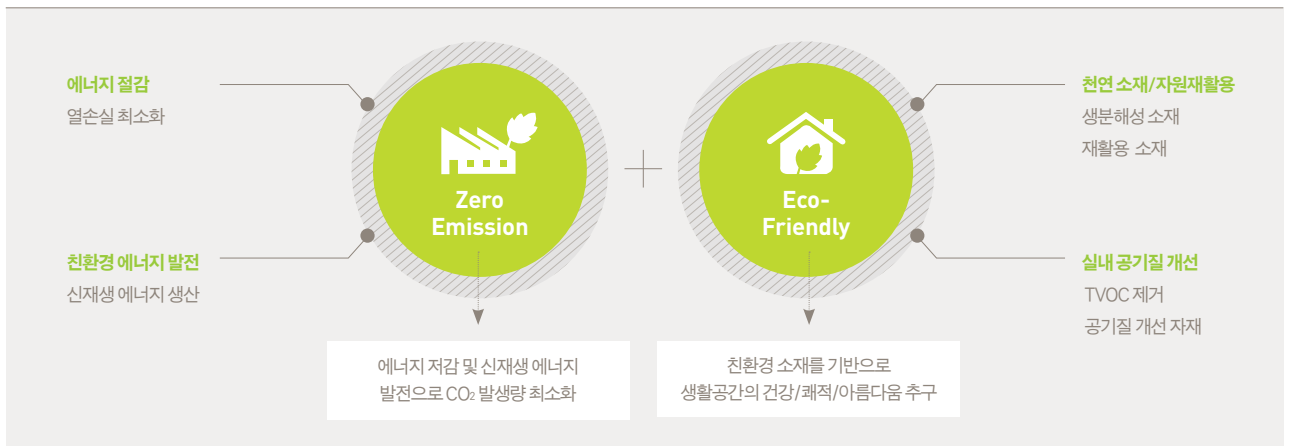 에너지 절감
열손실 최소화
친환경 에너지 발전
신재생 에너지 생산
Zero
Emission
에너지 저감 및 신재생 에너지
발전으로 CO₂ 발생량 최소화
Eco-
Friendly
친환경 소재를 기반으로
생활공간의 건강/쾌적/아름다움 추구
천연 소재/자원재활용
생분해성 소재
재활용 소재
실내 공기질 개선
TVOC 제거
공기질 개선 자재